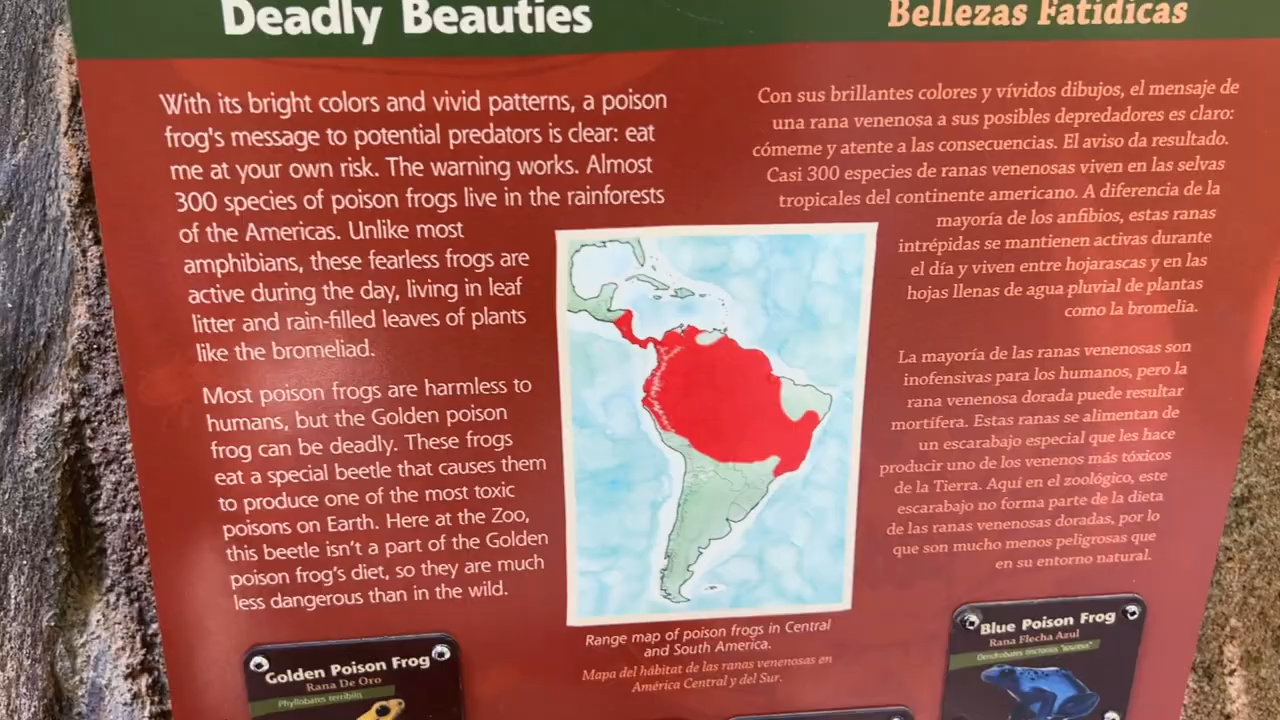 Deadly Beauties
With its bright colors and vivid patterns, a poison
frog's message to potential predators is clear: eat
me at your own risk. The warning works. Almost
300 species of poison frogs live in the rainforests
of the Americas. Unlike most
amphibians, these fearless frogs are
active during the day, living in leaf
litter and rain-filled leaves of plants
like the bromeliad.
Most poison frogs are harmless to
humans, but the Golden poison
frog can be deadly. These frogs
eat a special beetle that causes them
to produce one of the most toxic
poisons on Earth. Here at the Zoo,
this beetle isn't a part of the Golden
poison frog's diet, so they are much
less dangerous than in the wild.
Bellezas Fatídicas
Con sus brillantes colores y vívidos dibujos, el mensaje de
una rana venenosa a sus posibles depredadores es claro:
cómeme y atente a las consecuencias. El aviso da resultado.
Casi 300 especies de ranas venenosas viven en las selvas
tropicales del continente americano. A diferencia de la
mayoría de los anfibios, estas ranas
intrépidas se mantienen activas durante
el día y viven entre hojarascas y en las
hojas llenas de agua pluvial de plantas
como la bromelia.
La mayoría de las ranas venenosas son
inofensivas para los humanos, pero la
rana venenosa dorada puede resultar
mortífera. Estas ranas se alimentan de
un escarabajo especial que les hace
producir uno de los venenos más tóxicos
de la Tierra. Aquí en el zoológico, este
escarabajo no forma parte de la dieta
de las ranas venenosas doradas, por lo
que son mucho menos peligrosas que
en su entorno natural.
Range map of poison frogs in Central
and South America.
Mapa del hábitat de las ranas venenosas en
América Central y del Sur.
Golden Poison Frog
Rana De Oro
Phyllobates terribilis
Blue Poison Frog
Rana Flecha Azul
Dendrobates tinctorius "azureus"